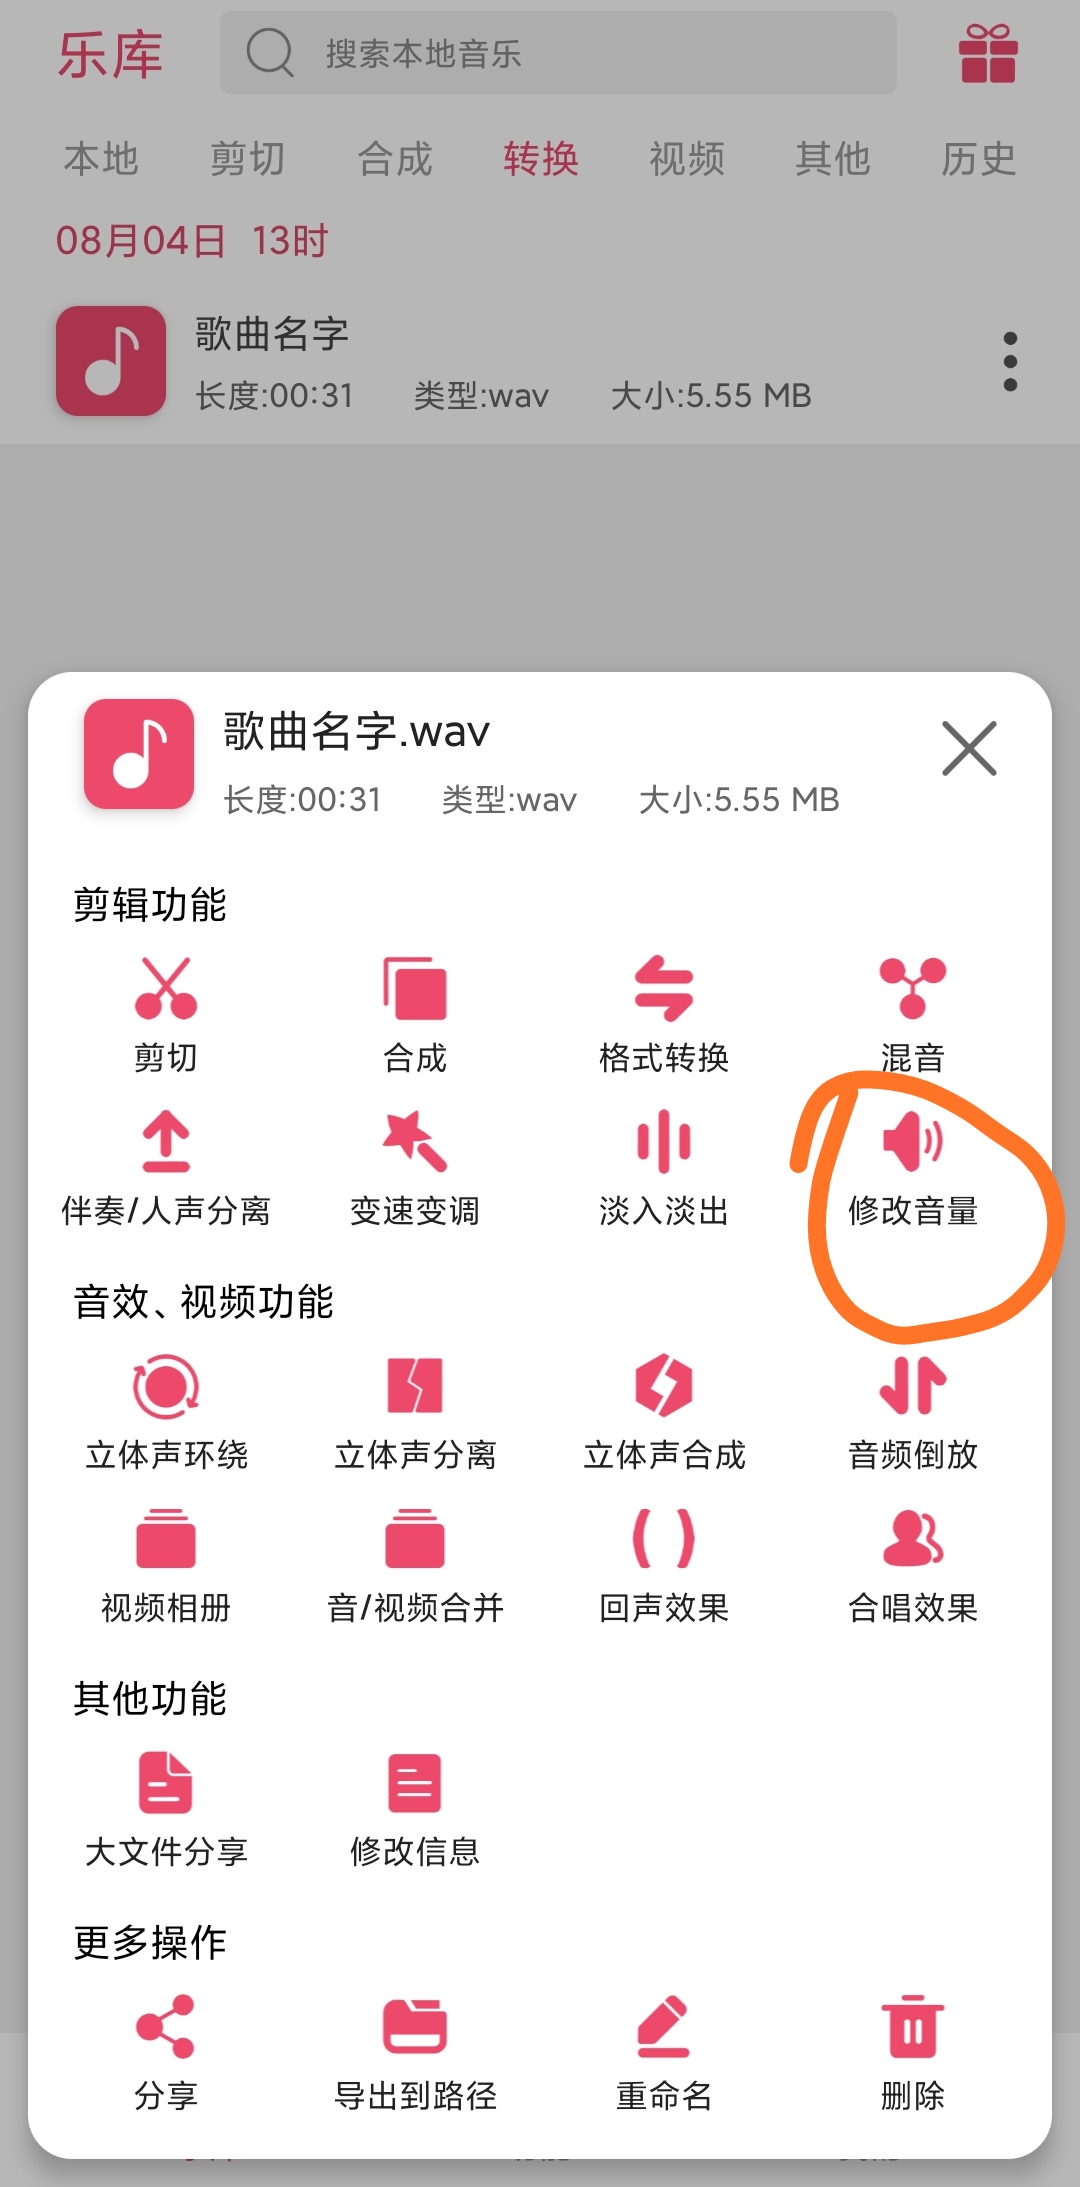 乐库
搜索本地音乐
本地 剪切 合成 转换 视频 其他 历史
08月04日 13时
歌曲名字
长度:00:31 类型:wav 大小:5.55 MB
歌曲名字.wav
长度:00:31 类型:wav 大小:5.55 MB
剪辑功能
剪切 合成 格式转换 混音
伴奏/人声分离 变速变调 淡入淡出 修改音量
音效、视频功能
立体声环绕 立体声分离 立体声合成 音频倒放
视频相册 音/视频合并 回声效果 合唱效果
其他功能
大文件分享 修改信息
更多操作
分享 导出到路径 重命名 删除